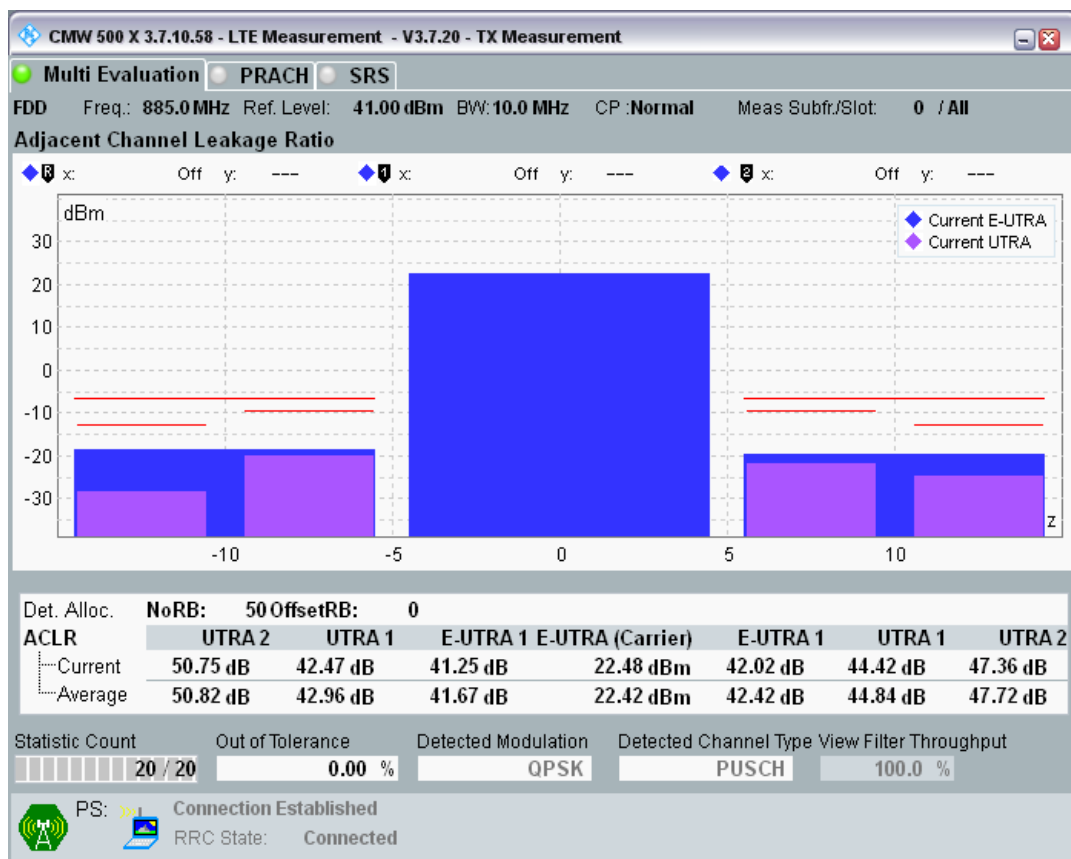 CMW 500 X 3.7.10.58 - LTE Measurement - V3.7.20 - TX Measurement
Multi Evaluation PRACH SRS
FDD Freq.: 885.0 MHz Ref. Level: 41.00 dBm BW: 10.0 MHz CP :Normal Meas Subfr./Slot: 0 / All
Adjacent Channel Leakage Ratio
R x: Off y: --- 1 x: Off y: --- 2 x: Off y: ---
dBm
Current E-UTRA
Current UTRA
30
20
10
0
-10
-20
-30
z
-10 -5 0 5 10
Det. Alloc. NoRB: 50 OffsetRB: 0
ACLR UTRA 2 UTRA 1 E-UTRA 1 E-UTRA (Carrier) E-UTRA 1 UTRA 1 UTRA 2
Current 50.75 dB 42.47 dB 41.25 dB 22.48 dBm 42.02 dB 44.42 dB 47.36 dB
Average 50.82 dB 42.96 dB 41.67 dB 22.42 dBm 42.42 dB 44.84 dB 47.72 dB
Statistic Count Out of Tolerance Detected Modulation Detected Channel Type View Filter Throughput
20 / 20 0.00 % QPSK PUSCH 100.0 %
PS: Connection Established
RRC State: Connected